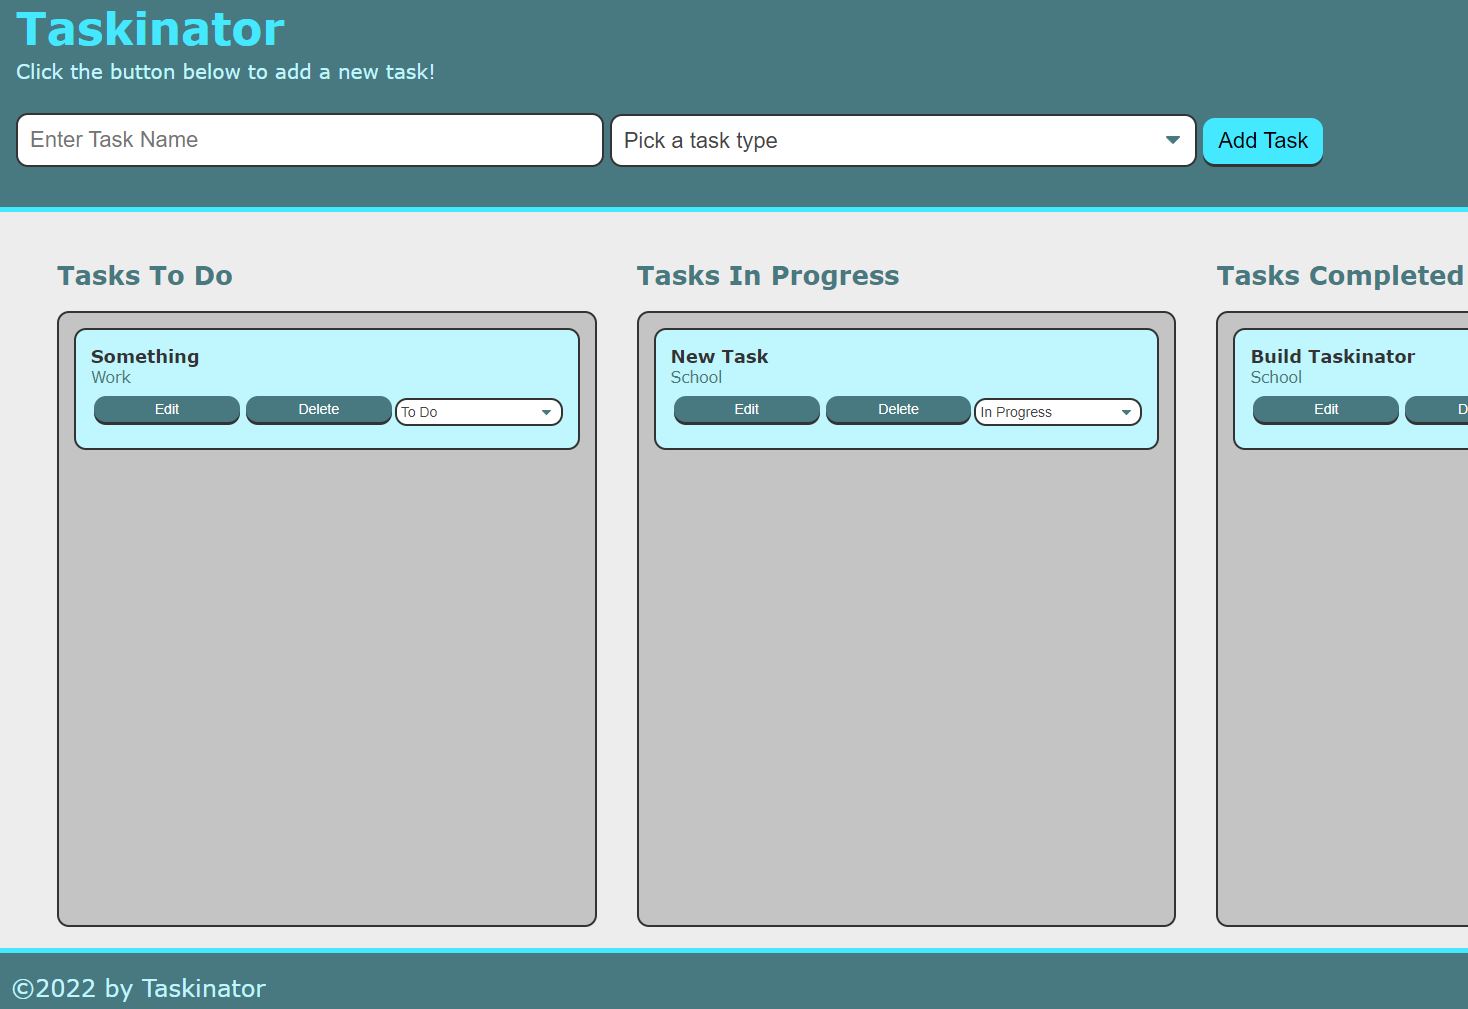 Taskinator
Click the button below to add a new task!
Enter Task Name
Pick a task type
Add Task
Tasks To Do
Something
Work
Edit
Delete
To Do
Tasks In Progress
New Task
School
Edit
Delete
In Progress
Tasks Completed
Build Taskinator
School
Edit
D
©2022 by Taskinator